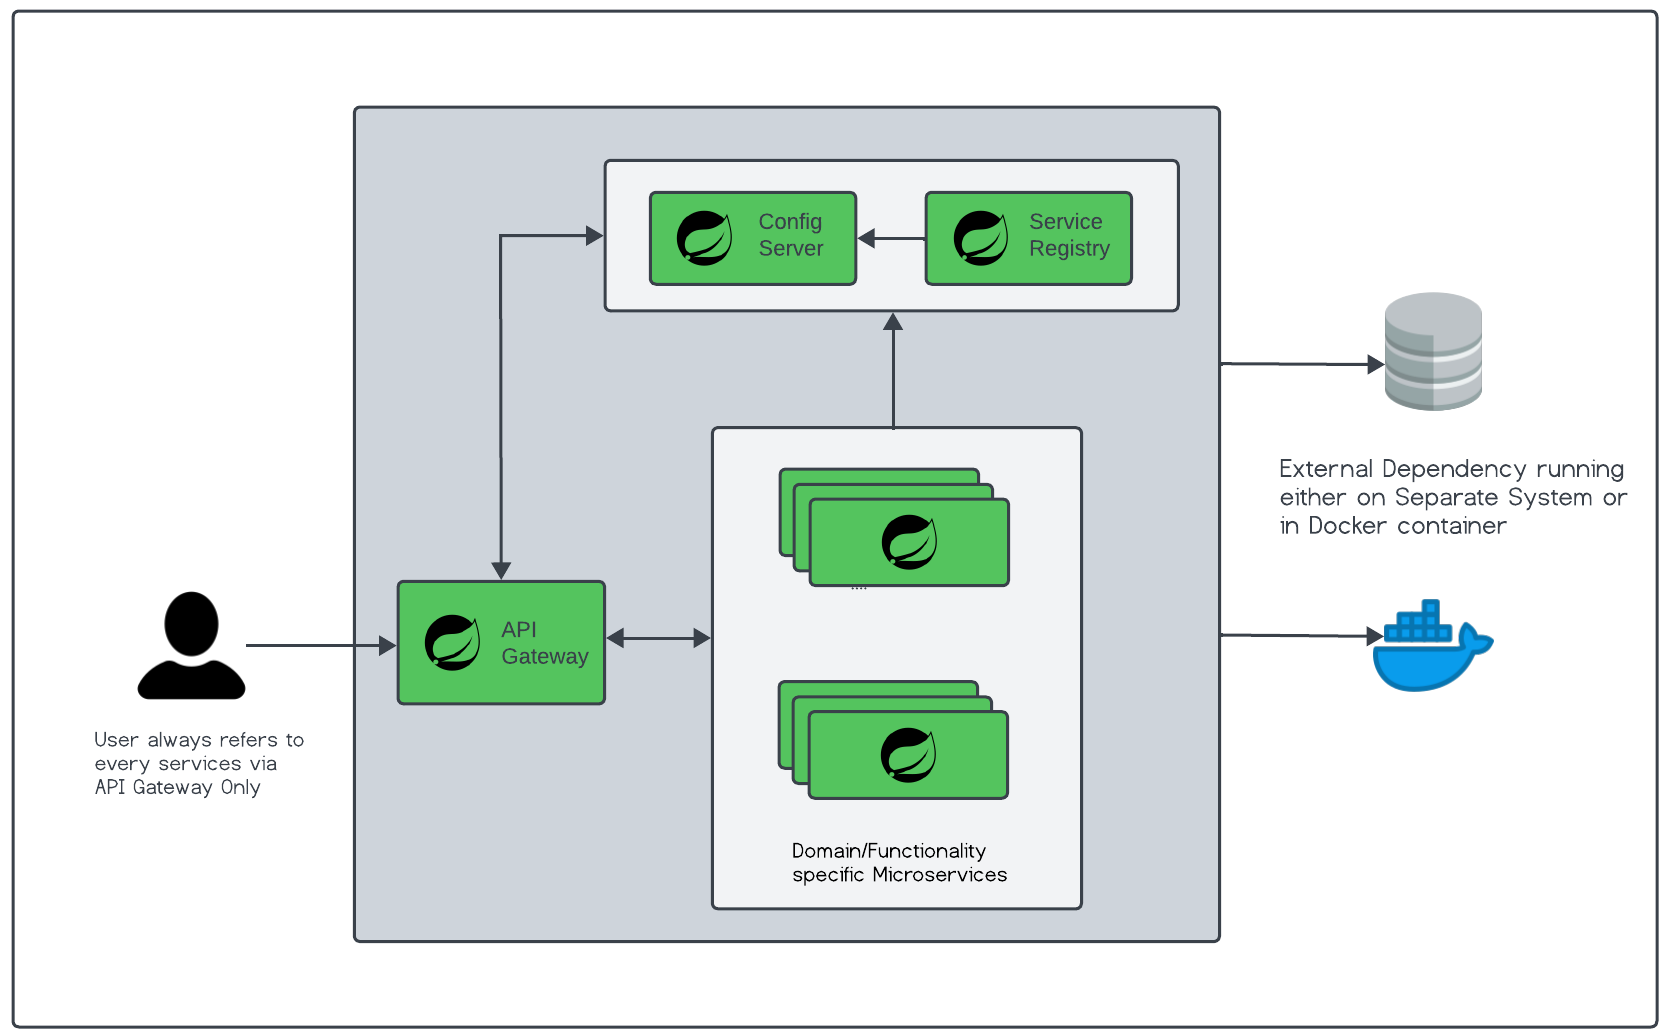 Config
Server
Service
Registry
External Dependency running
either on Separate System or
in Docker container
API
Gateway
User always refers to
every services via
API Gateway Only
....
Domain/Functionality
specific Microservices